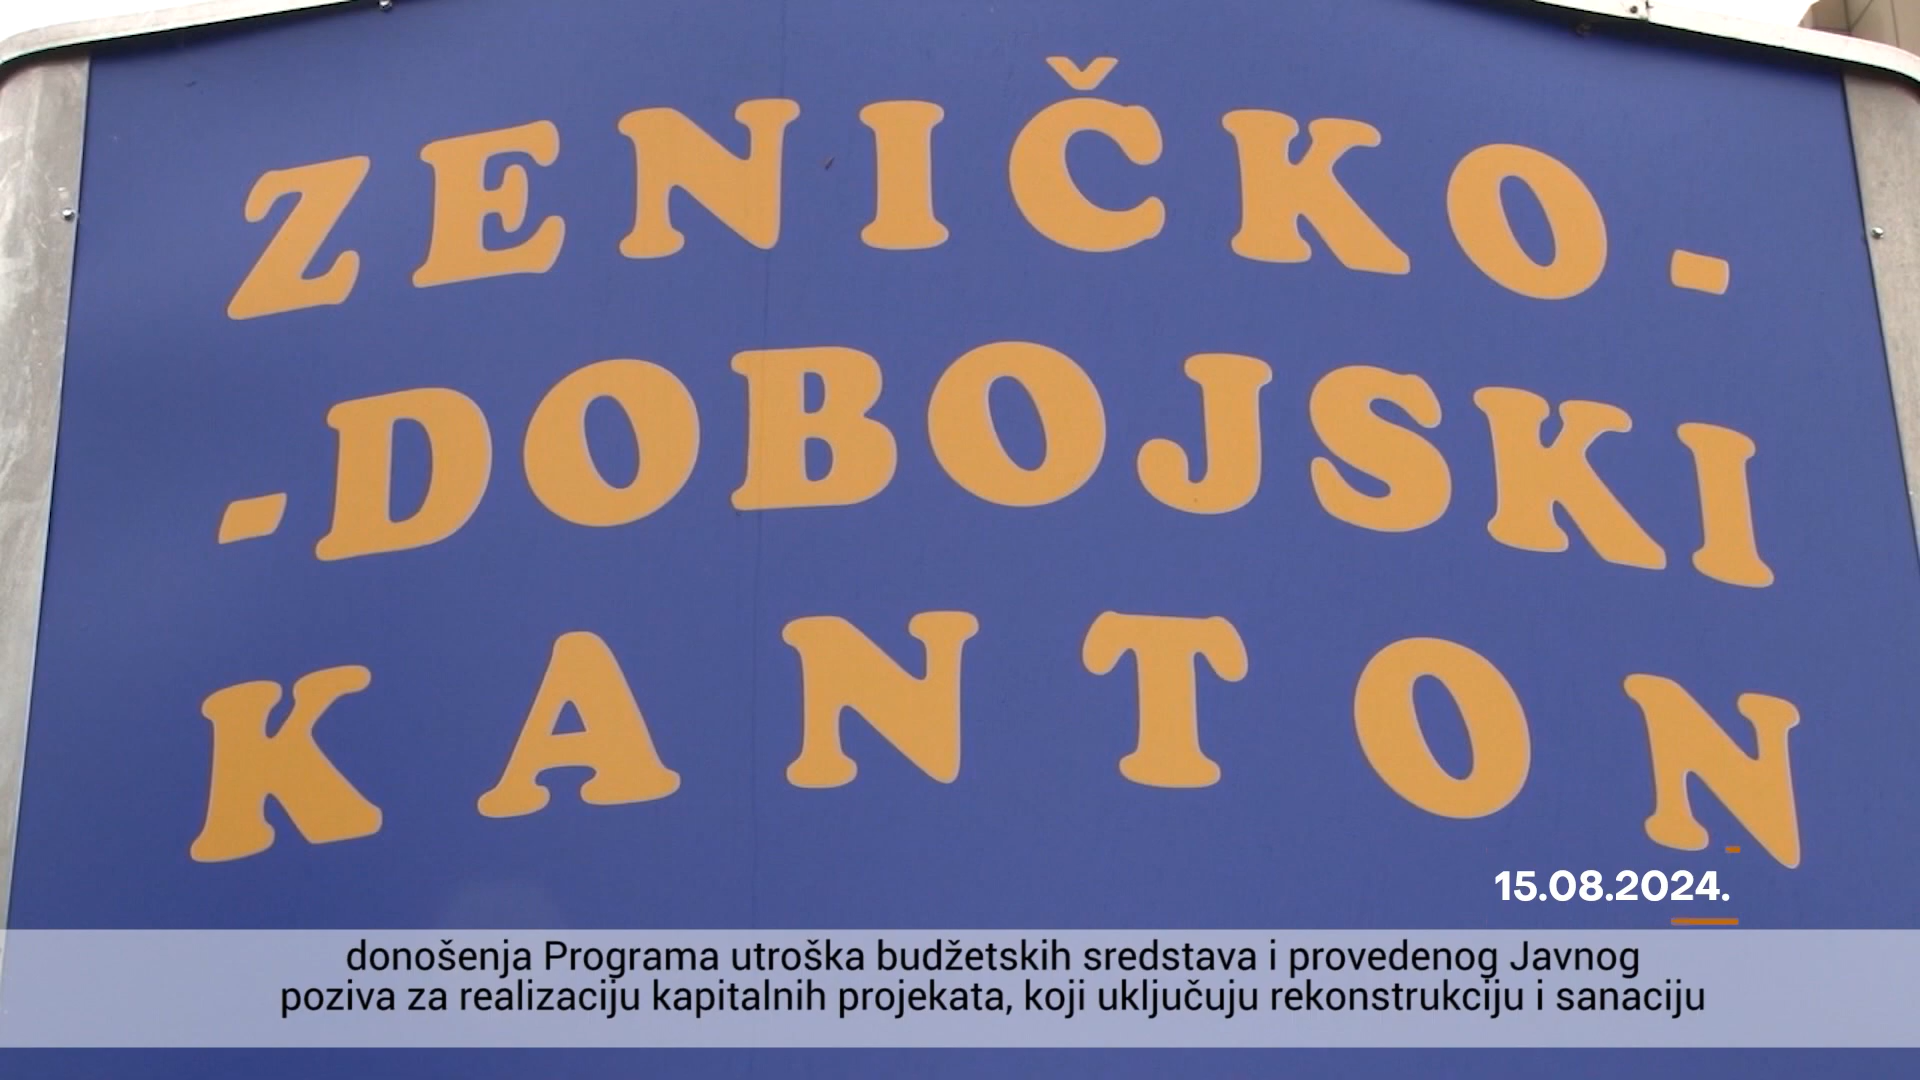 ZENIČKO-
-DOBOJSKI
KANTON
15.08.2024.
donošenja Programa utroška budžetskih sredstava i provedenog Javnog
poziva za realizaciju kapitalnih projekata, koji uključuju rekonstrukciju i sanaciju